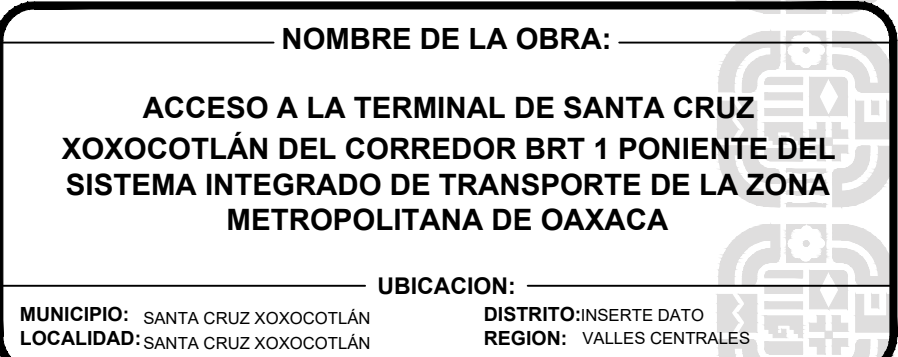 NOMBRE DE LA OBRA:
ACCESO A LA TERMINAL DE SANTA CRUZ
XOXOCOTLÁN DEL CORREDOR BRT 1 PONIENTE DEL
SISTEMA INTEGRADO DE TRANSPORTE DE LA ZONA
METROPOLITANA DE OAXACA
UBICACION:
MUNICIPIO: SANTA CRUZ XOXOCOTLÁN DISTRITO:INSERTE DATO
LOCALIDAD: SANTA CRUZ XOXOCOTLÁN REGION: VALLES CENTRALES